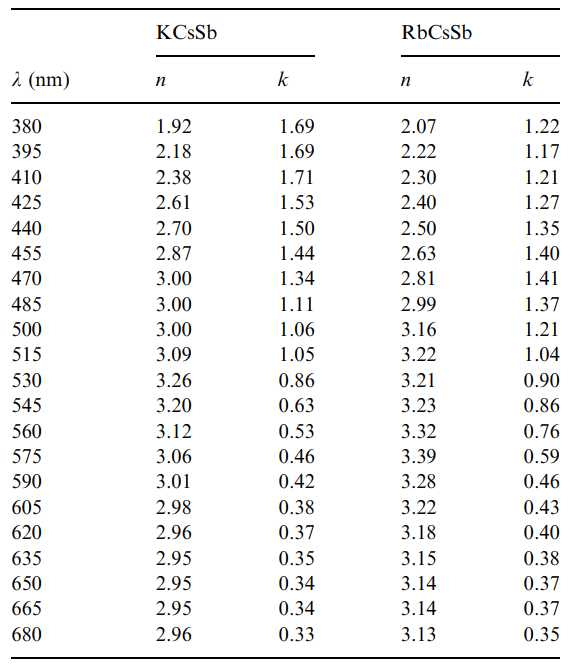 KCsSb RbCsSb
λ (nm) n k n k
380 1.92 1.69 2.07 1.22
395 2.18 1.69 2.22 1.17
410 2.38 1.71 2.30 1.21
425 2.61 1.53 2.40 1.27
440 2.70 1.50 2.50 1.35
455 2.87 1.44 2.63 1.40
470 3.00 1.34 2.81 1.41
485 3.00 1.11 2.99 1.37
500 3.00 1.06 3.16 1.21
515 3.09 1.05 3.22 1.04
530 3.26 0.86 3.21 0.90
545 3.20 0.63 3.23 0.86
560 3.12 0.53 3.32 0.76
575 3.06 0.46 3.39 0.59
590 3.01 0.42 3.28 0.46
605 2.98 0.38 3.22 0.43
620 2.96 0.37 3.18 0.40
635 2.95 0.35 3.15 0.38
650 2.95 0.34 3.14 0.37
665 2.95 0.34 3.14 0.37
680 2.96 0.33 3.13 0.35